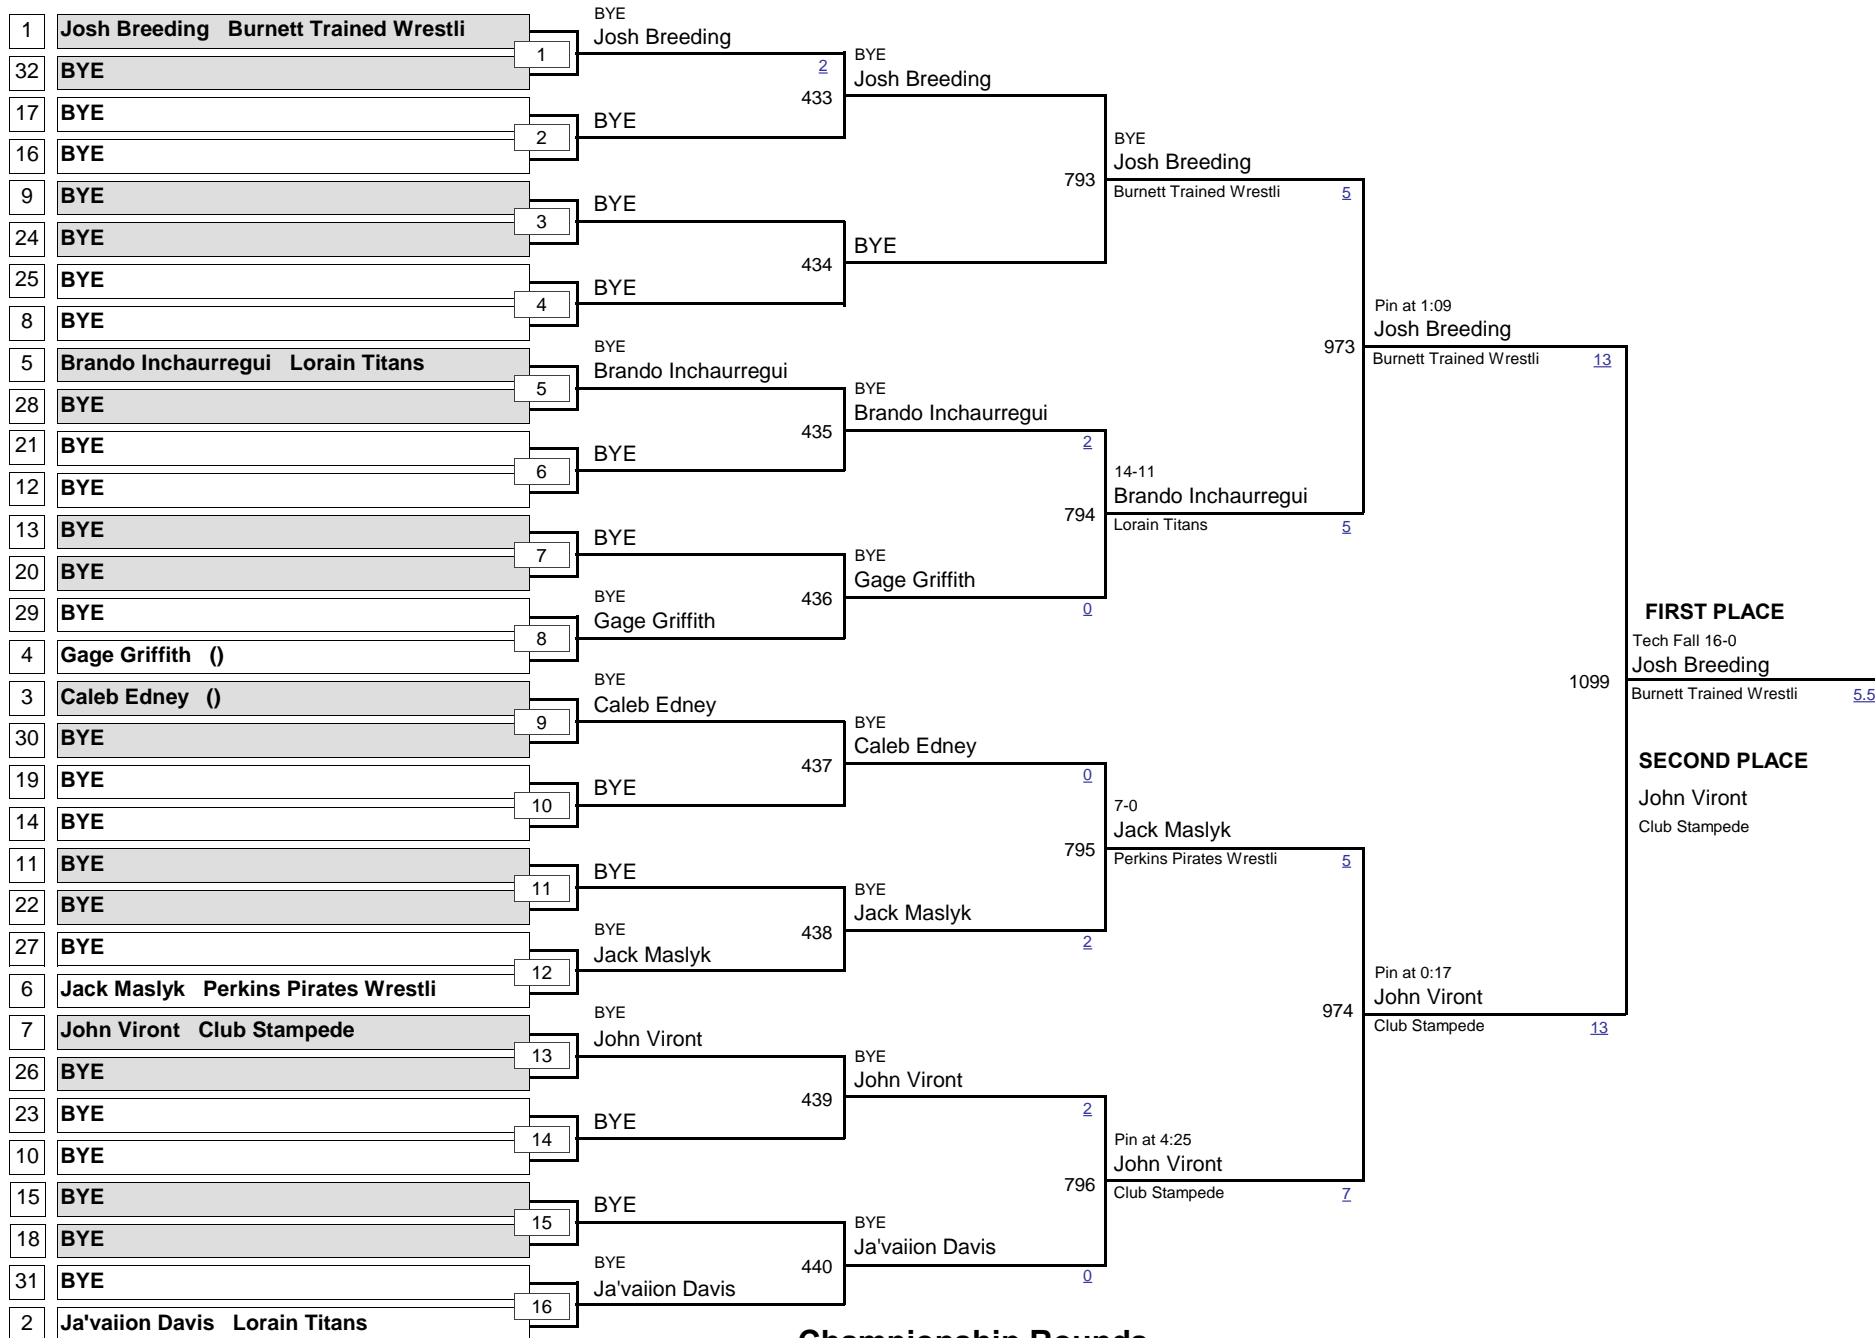 1 Josh Breeding Burnett Trained Wrestli
32 BYE
17 BYE
16 BYE
9 BYE
24 BYE
25 BYE
8 BYE
5 Brando Inchaurregui Lorain Titans
28 BYE
21 BYE
12 BYE
13 BYE
20 BYE
29 BYE
4 Gage Griffith ()
3 Caleb Edney ()
30 BYE
19 BYE
14 BYE
11 BYE
22 BYE
27 BYE
6 Jack Maslyk Perkins Pirates Wrestli
7 John Viront Club Stampede
26 BYE
23 BYE
10 BYE
15 BYE
18 BYE
31 BYE
2 Ja'vaiion Davis Lorain Titans
1
2
3
4
5
6
7
8
9
10
11
12
13
14
15
16
BYE
Josh Breeding
2
BYE
BYE
BYE
BYE
Brando Inchaurregui
BYE
BYE
BYE
Gage Griffith
BYE
Caleb Edney
BYE
BYE
BYE
Jack Maslyk
BYE
John Viront
BYE
BYE
BYE
Ja'vaiion Davis
433
434
435
436
437
438
439
440
BYE
Josh Breeding
BYE
BYE
Brando Inchaurregui
2
BYE
Gage Griffith
0
BYE
Caleb Edney
0
BYE
Jack Maslyk
2
BYE
John Viront
2
BYE
Ja'vaiion Davis
0
793
794
795
796
BYE
Josh Breeding
Burnett Trained Wrestli 5
14-11
Brando Inchaurregui
Lorain Titans 5
7-0
Jack Maslyk
Perkins Pirates Wrestli 5
Pin at 4:25
John Viront
Club Stampede 7
973
974
Pin at 1:09
Josh Breeding
Burnett Trained Wrestli 13
Pin at 0:17
John Viront
Club Stampede 13
1099
FIRST PLACE
Tech Fall 16-0
Josh Breeding
Burnett Trained Wrestli 5.5
SECOND PLACE
John Viront
Club Stampede
Championship Rounds